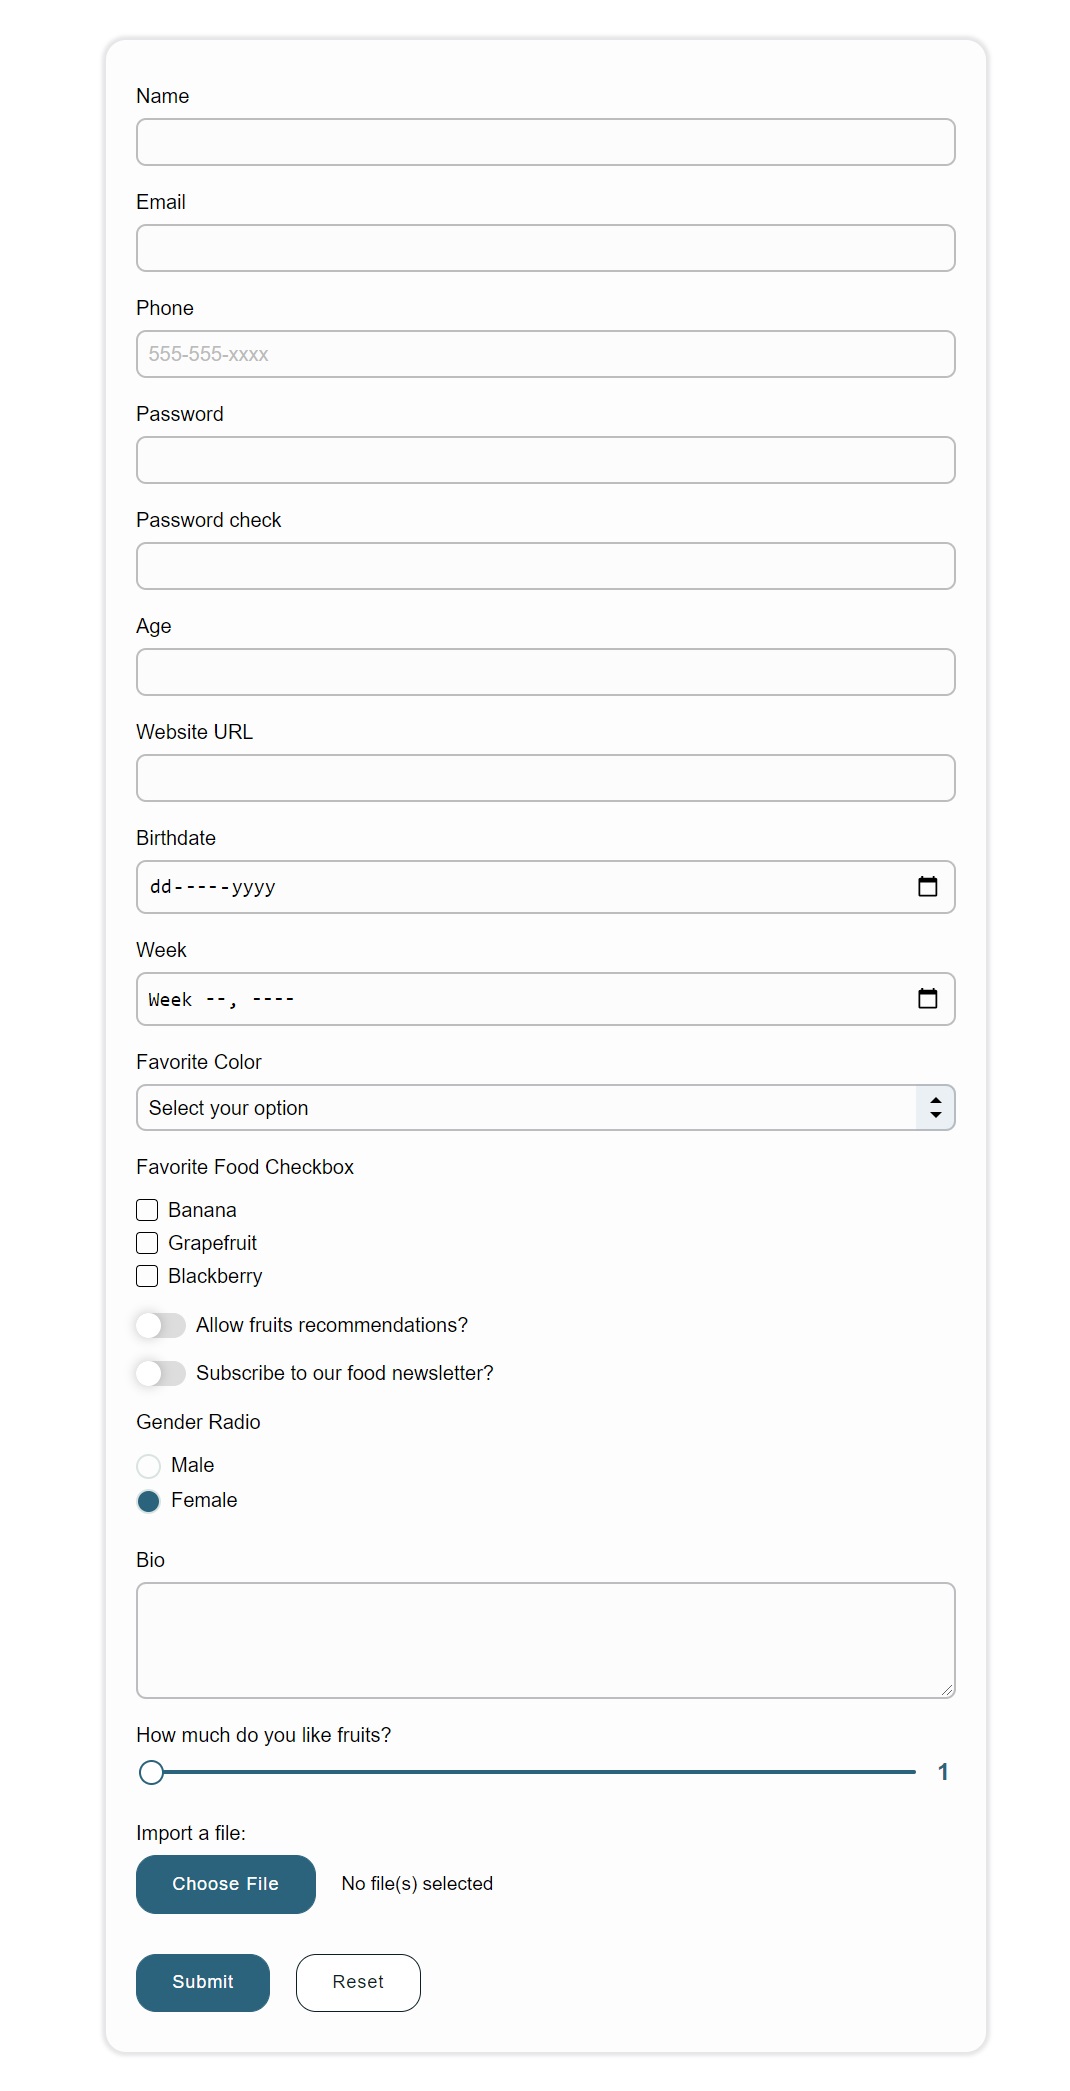 Name
Email
Phone
555-555-xxxx
Password
Password check
Age
Website URL
Birthdate
dd-----yyyy
Week
Week --, ----
Favorite Color
Select your option
Favorite Food Checkbox
Banana
Grapefruit
Blackberry
Allow fruits recommendations?
Subscribe to our food newsletter?
Gender Radio
Male
Female
Bio
How much do you like fruits?
1
Import a file:
Choose File No file(s) selected
Submit Reset